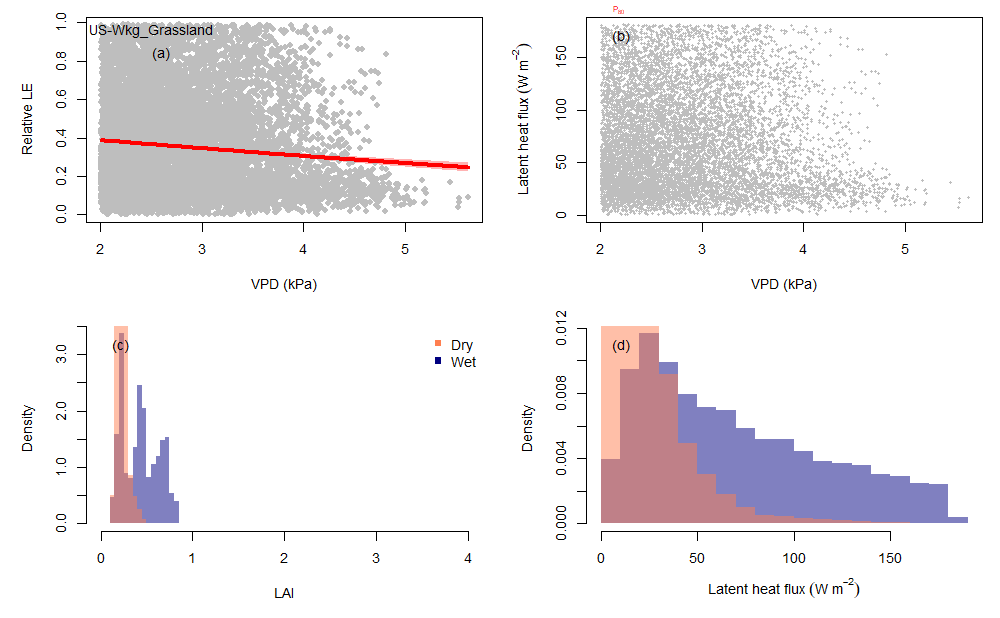 US-Wkg_Grassland
(a)
Relative LE
0.0 0.2 0.4 0.6 0.8 1.0
2 3 4 5
VPD (kPa)
P80
(b)
Latent heat flux (W m−2)
0 50 100 150
2 3 4 5
VPD (kPa)
(c)
Dry
Wet
Density
0.0 1.0 2.0 3.0
0 1 2 3 4
LAI
(d)
Density
0.000 0.004 0.008 0.012
0 50 100 150
Latent heat flux (W m−2)